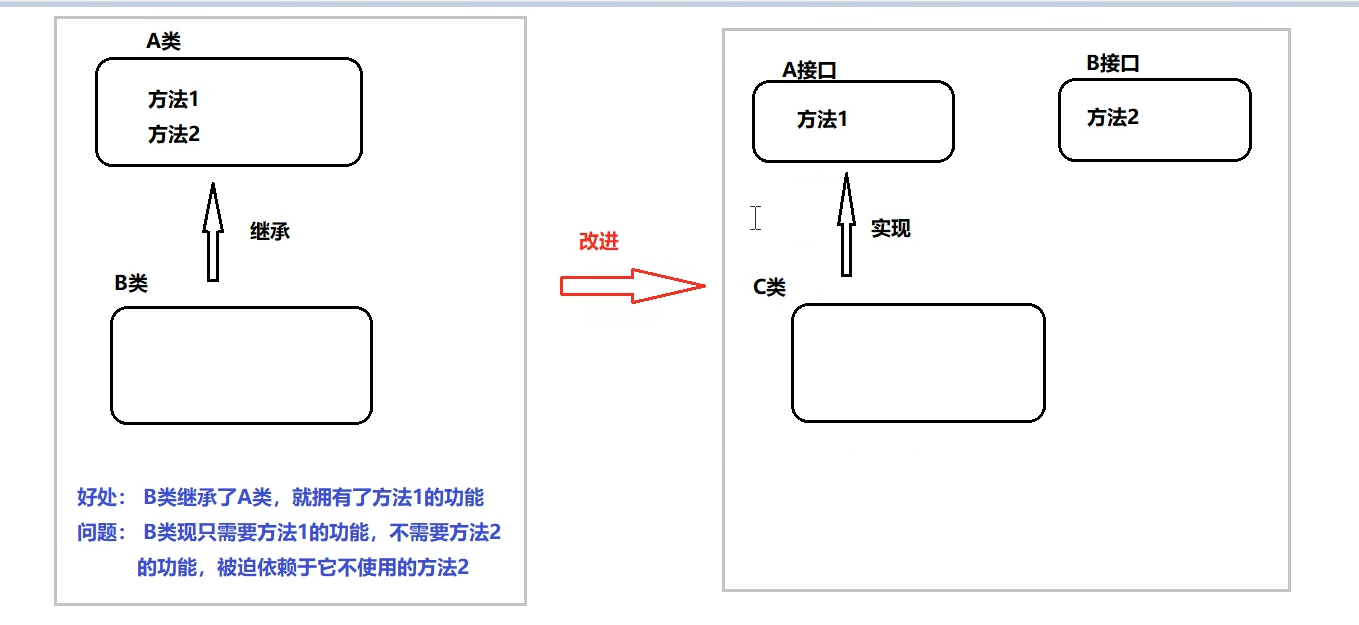 A类
方法1
方法2
继承
B类
好处： B类继承了A类，就拥有了方法1的功能
问题： B类现只需要方法1的功能，不需要方法2
的功能，被迫依赖于它不使用的方法2
改进
A接口
方法1
B接口
方法2
实现
C类